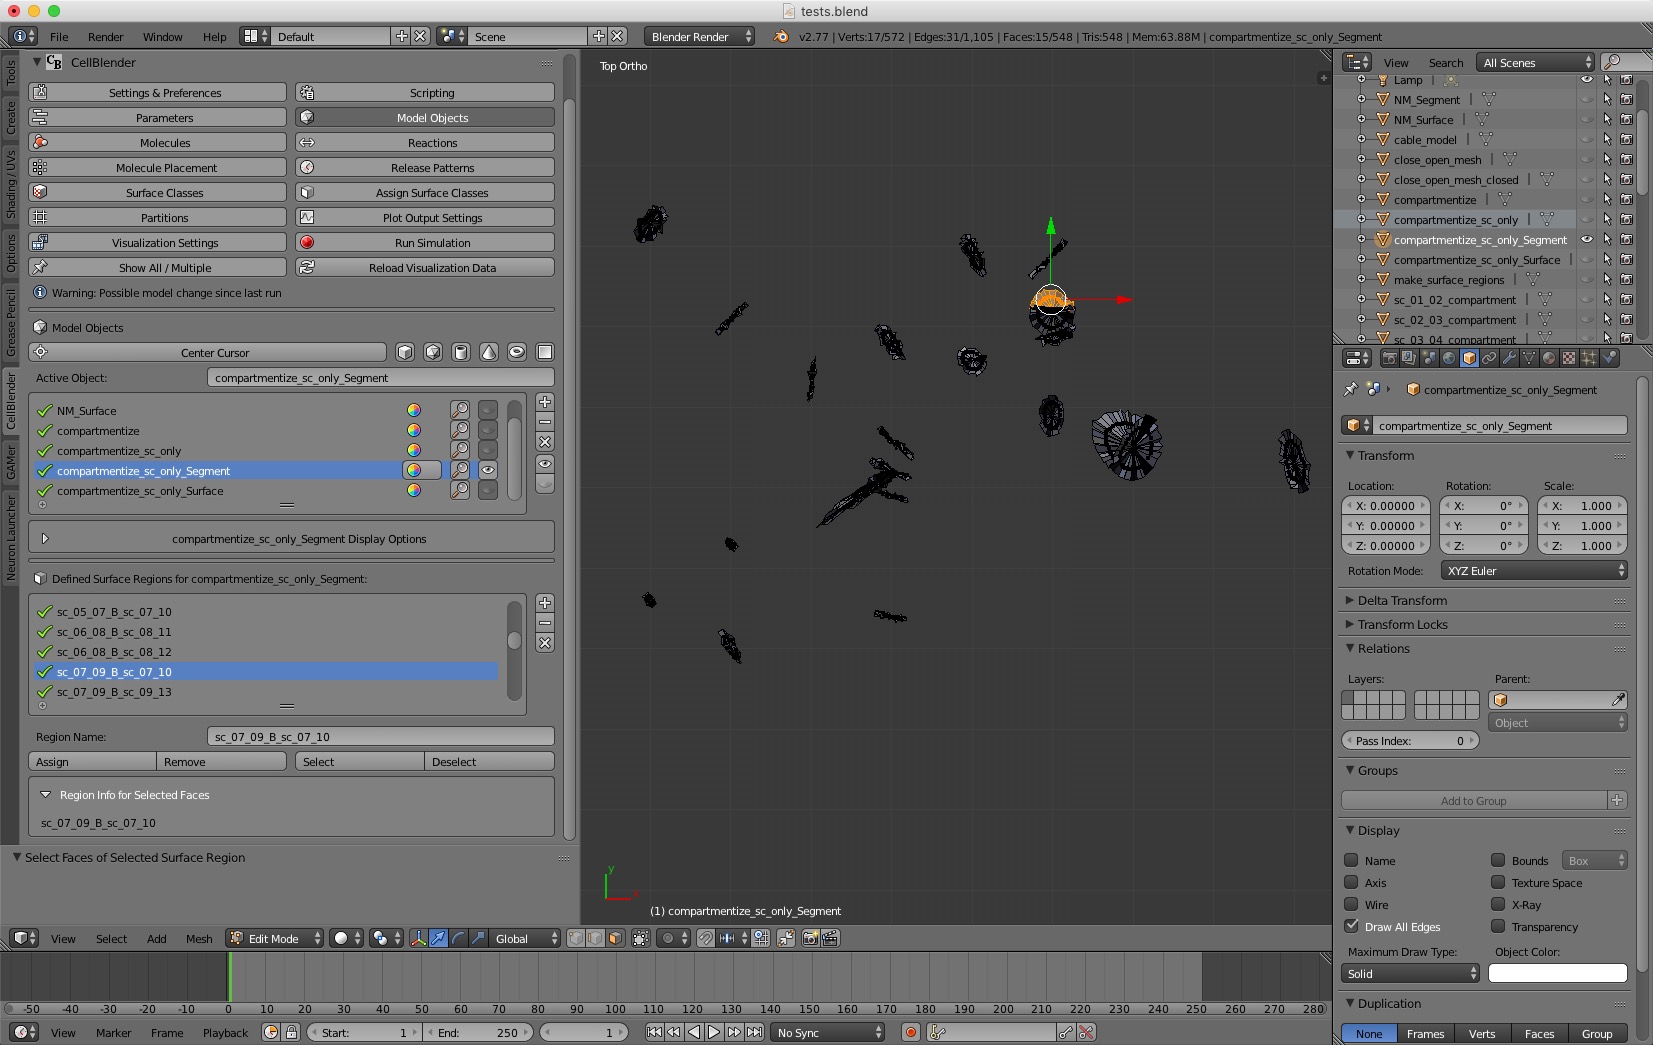 tests.blend
File Render Window Help Default Scene Blender Render v2.77 | Verts:17/572 | Edges:31/1,105 | Faces:15/548 | Tris:548 | Mem:63.88M | compartmentize_sc_only_Segment
Tools
Create
Shading / UVs
Options
Grease Pencil
CellBlender
GAMer
Neuron Launcher
CellBlender
Settings & Preferences Scripting
Parameters Model Objects
Molecules Reactions
Molecule Placement Release Patterns
Surface Classes Assign Surface Classes
Partitions Plot Output Settings
Visualization Settings Run Simulation
Show All / Multiple Reload Visualization Data
Warning: Possible model change since last run
Model Objects
Center Cursor
Active Object: compartmentize_sc_only_Segment
NM_Surface
compartmentize
compartmentize_sc_only
compartmentize_sc_only_Segment
compartmentize_sc_only_Surface
compartmentize_sc_only_Segment Display Options
Defined Surface Regions for compartmentize_sc_only_Segment:
sc_05_07_B_sc_07_10
sc_06_08_B_sc_08_11
sc_06_08_B_sc_08_12
sc_07_09_B_sc_07_10
sc_07_09_B_sc_09_13
Region Name: sc_07_09_B_sc_07_10
Assign Remove Select Deselect
Region Info for Selected Faces
sc_07_09_B_sc_07_10
Select Faces of Selected Surface Region
Top Ortho
y
x
(1) compartmentize_sc_only_Segment
View Select Add Mesh Edit Mode Global
-50 -40 -30 -20 -10 0 10 20 30 40 50 60 70 80 90 100 110 120 130 140 150 160 170 180 190 200 210 220 230 240 250 260 270 280
View Marker Frame Playback Start: 1 End: 250 1 No Sync
View Search All Scenes
Lamp
NM_Segment
NM_Surface
cable_model
close_open_mesh
close_open_mesh_closed
compartmentize
compartmentize_sc_only
compartmentize_sc_only_Segment
compartmentize_sc_only_Surface
make_surface_regions
sc_01_02_compartment
sc_02_03_compartment
sc_03_04_compartment
compartmentize_sc_only_Segment
compartmentize_sc_only_Segment
Transform
Location: Rotation: Scale:
X: 0.00000 X: 0° X: 1.000
Y: 0.00000 Y: 0° Y: 1.000
Z: 0.00000 Z: 0° Z: 1.000
Rotation Mode: XYZ Euler
Delta Transform
Transform Locks
Relations
Layers: Parent:
Object
Pass Index: 0
Groups
Add to Group
Display
Name Bounds Box
Axis Texture Space
Wire X-Ray
Draw All Edges Transparency
Maximum Draw Type: Object Color:
Solid
Duplication
None Frames Verts Faces Group